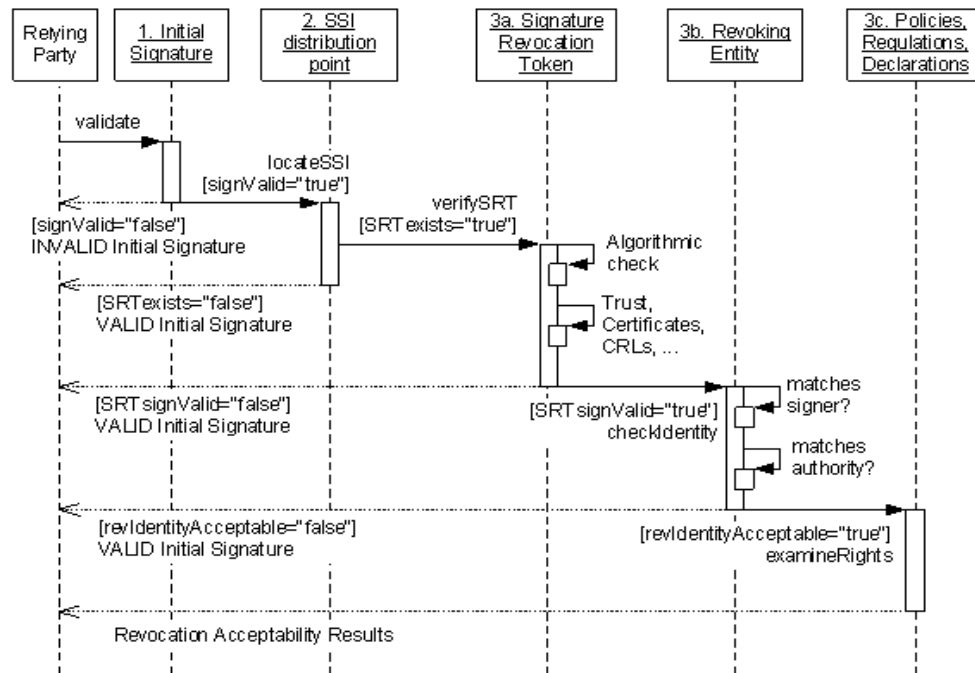 Relying
Party
1. Initial
Signature
2. SSI
distribution
point
3a. Signature
Revocation
Token
3b. Revoking
Entity
3c. Policies,
Regulations,
Declarations
validate
locateSSI
[signValid="true"]
[signValid="false"]
INVALID Initial Signature
verifySRT
[SRTexists="true"]
Algorithmic
check
[SRTexists="false"]
VALID Initial Signature
Trust,
Certificates,
CRLs, ...
[SRTsignValid="false"]
VALID Initial Signature
[SRTsignValid="true"]
checkIdentity
matches
signer?
matches
authority?
[revIdentityAcceptable="false"]
VALID Initial Signature
[revIdentityAcceptable="true"]
examineRights
Revocation Acceptability Results